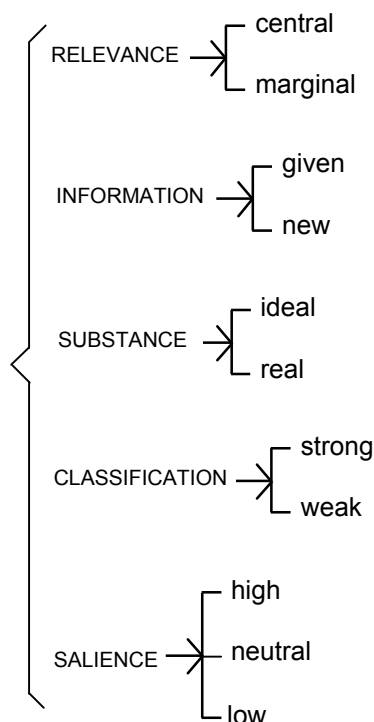 central
RELEVANCE
marginal
given
INFORMATION
new
ideal
SUBSTANCE
real
strong
CLASSIFICATION
weak
high
neutral
SALIENCE
low